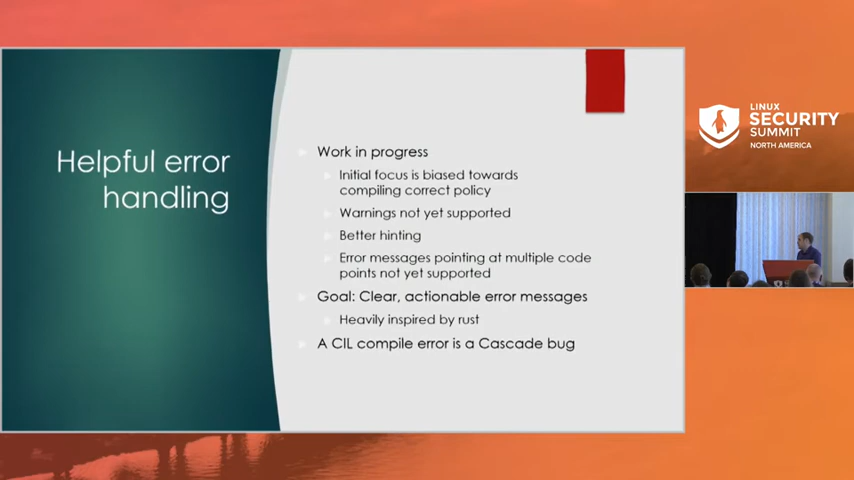 Helpful error
handling
Work in progress
Initial focus is biased towards
compiling correct policy
Warnings not yet supported
Better hinting
Error messages pointing at multiple code
points not yet supported
Goal: Clear, actionable error messages
Heavily inspired by rust
A CIL compile error is a Cascade bug
LINUX
SECURITY
SUMMIT
NORTH AMERICA